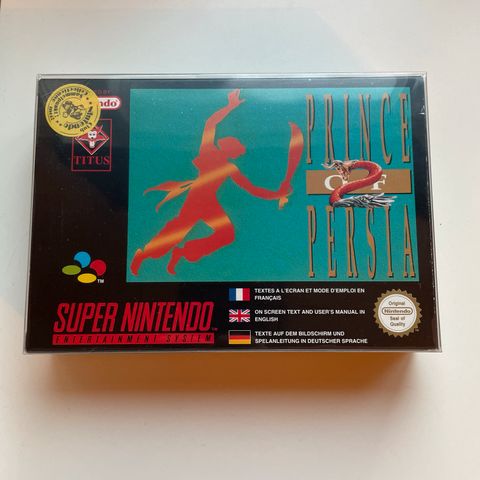 Nintendo
TITUS
PRINCE
OF
2
PERSIA
TM
SUPER NINTENDO
ENTERTAINMENT SYSTEM
TEXTES A L'ECRAN ET MODE D'EMPLOI EN
FRANÇAIS
ON SCREEN TEXT AND USER'S MANUAL IN
ENGLISH
TEXTE AUF DEM BILDSCHIRM UND
SPELANLEITUNG IN DEUTSCHER SPRACHE
Original
Nintendo
Seal of
Quality